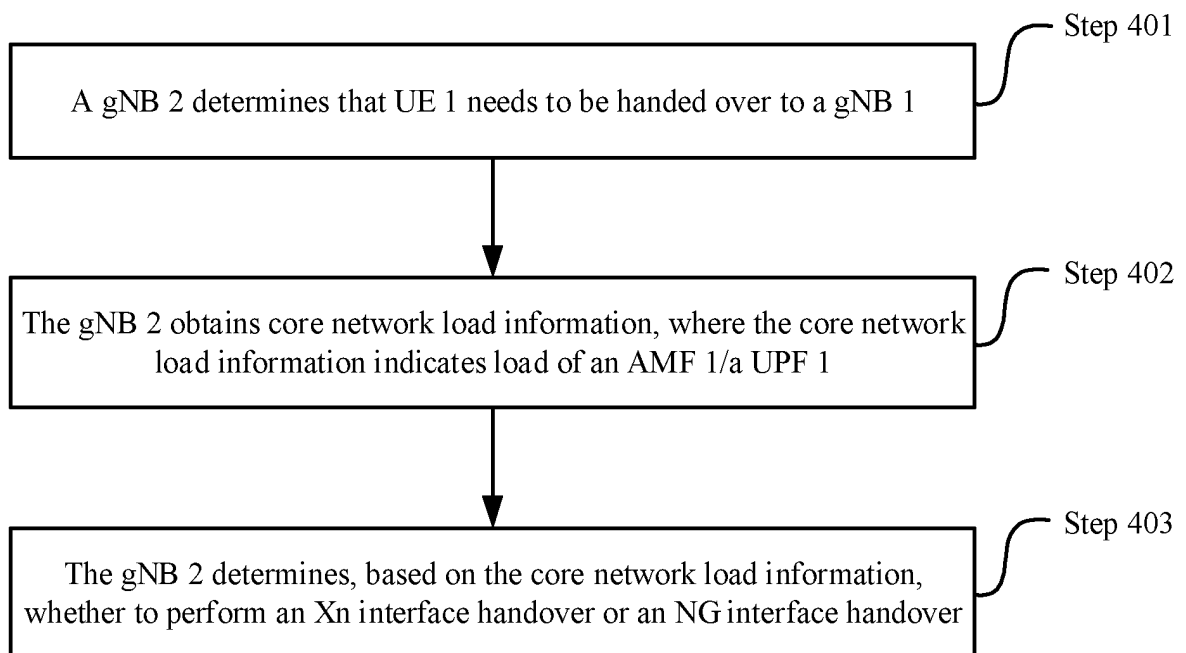 Step 401
A gNB 2 determines that UE 1 needs to be handed over to a gNB 1
Step 402
The gNB 2 obtains core network load information, where the core network
load information indicates load of an AMF 1/a UPF 1
Step 403
The gNB 2 determines, based on the core network load information,
whether to perform an Xn interface handover or an NG interface handover